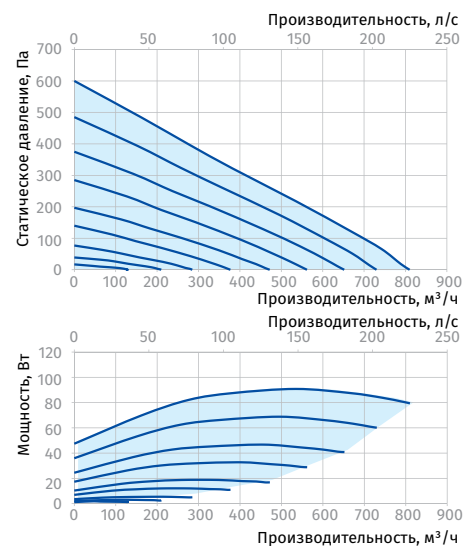 Производительность, л/с
0 50 100 150 200 250
Статическое давление, Па
700
600
500
400
300
200
100
0
0 100 200 300 400 500 600 700 800 900
Производительность, м³/ч
Производительность, л/с
0 50 100 150 200 250
Мощность, Вт
120
100
80
60
40
20
0
0 100 200 300 400 500 600 700 800 900
Производительность, м³/ч